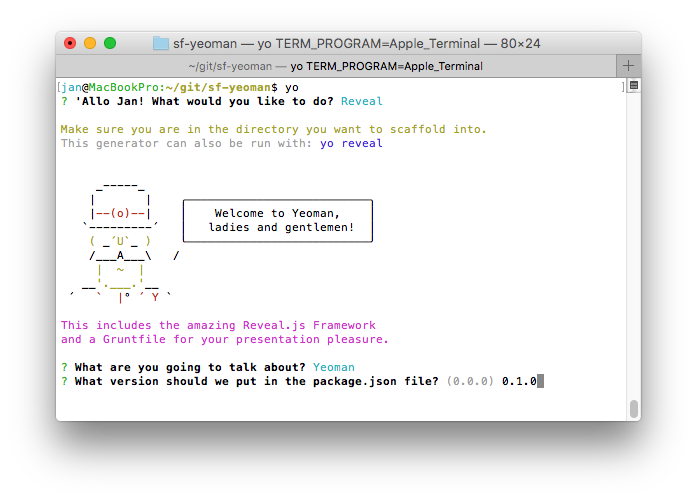 sf-yeoman — yo TERM_PROGRAM=Apple_Terminal — 80×24
~/git/sf-yeoman — yo TERM_PROGRAM=Apple_Terminal
[jan@MacBookPro:~/git/sf-yeoman$ yo ]
? 'Allo Jan! What would you like to do? Reveal
Make sure you are in the directory you want to scaffold into.
This generator can also be run with: yo reveal
_-----_
| |
|--(o)--| Welcome to Yeoman,
`---------´ ladies and gentlemen!
( _´U`_ )
/___A___\ /
| ~ |
__'.___.'__
´ ` |° ´ Y `
This includes the amazing Reveal.js Framework
and a Gruntfile for your presentation pleasure.
? What are you going to talk about? Yeoman
? What version should we put in the package.json file? (0.0.0) 0.1.0